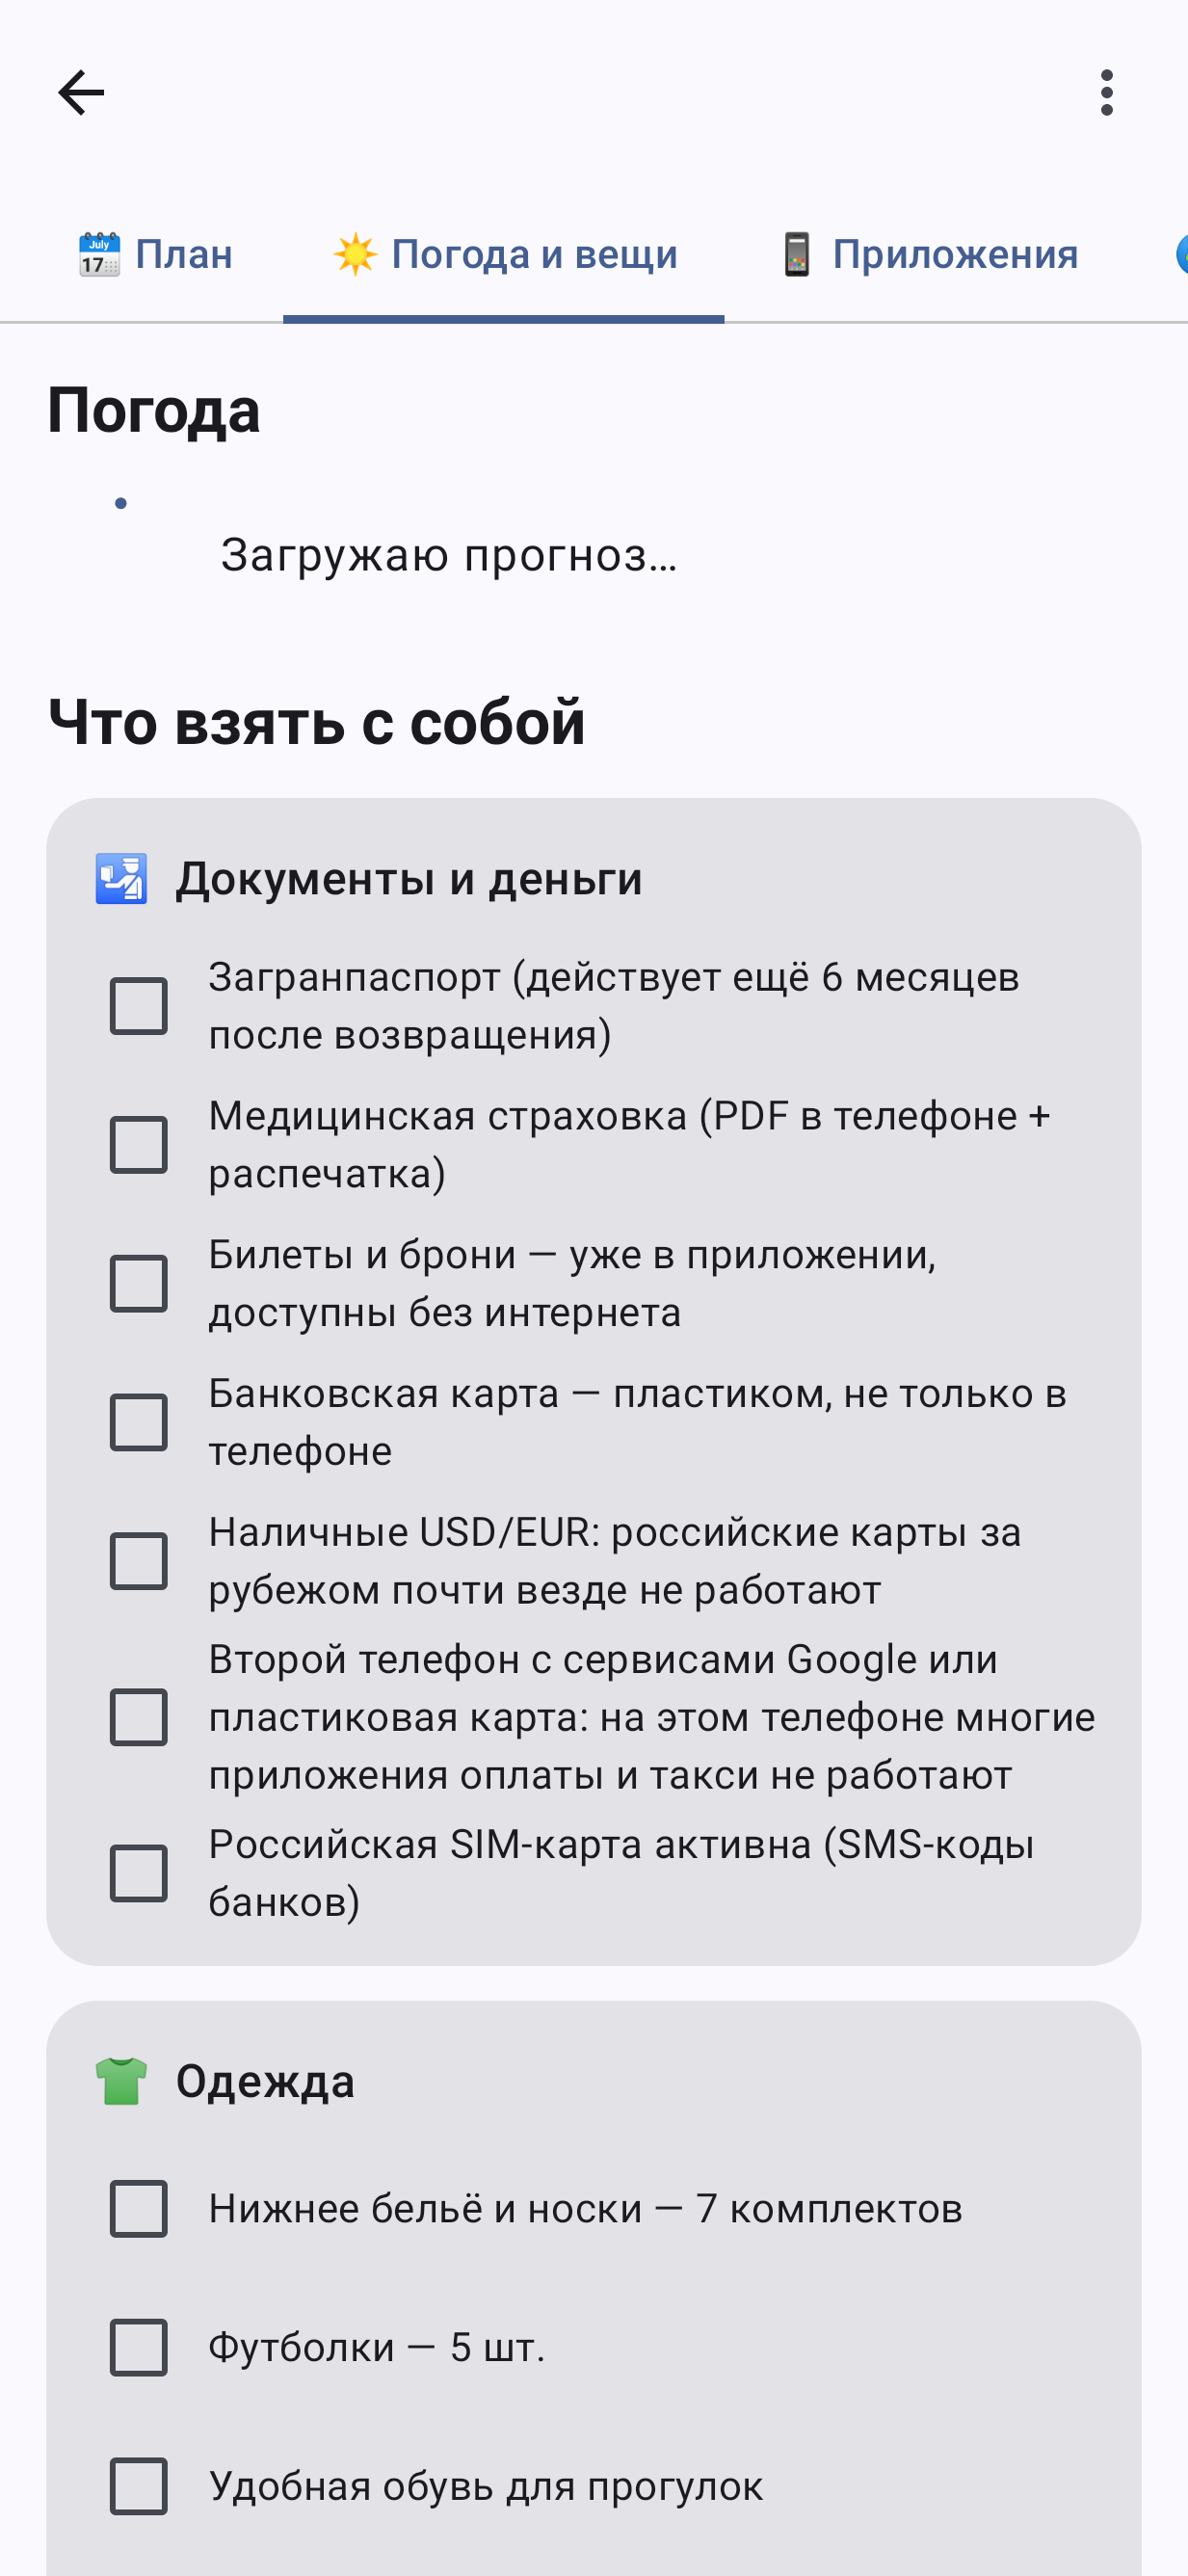 July
17
План
Погода и вещи
Приложения
Погода
Загружаю прогноз...
Что взять с собой
Документы и деньги
Загранпаспорт (действует ещё 6 месяцев
после возвращения)
Медицинская страховка (PDF в телефоне +
распечатка)
Билеты и брони — уже в приложении,
доступны без интернета
Банковская карта — пластиком, не только в
телефоне
Наличные USD/EUR: российские карты за
рубежом почти везде не работают
Второй телефон с сервисами Google или
пластиковая карта: на этом телефоне многие
приложения оплаты и такси не работают
Российская SIM-карта активна (SMS-коды
банков)
Одежда
Нижнее бельё и носки — 7 комплектов
Футболки — 5 шт.
Удобная обувь для прогулок